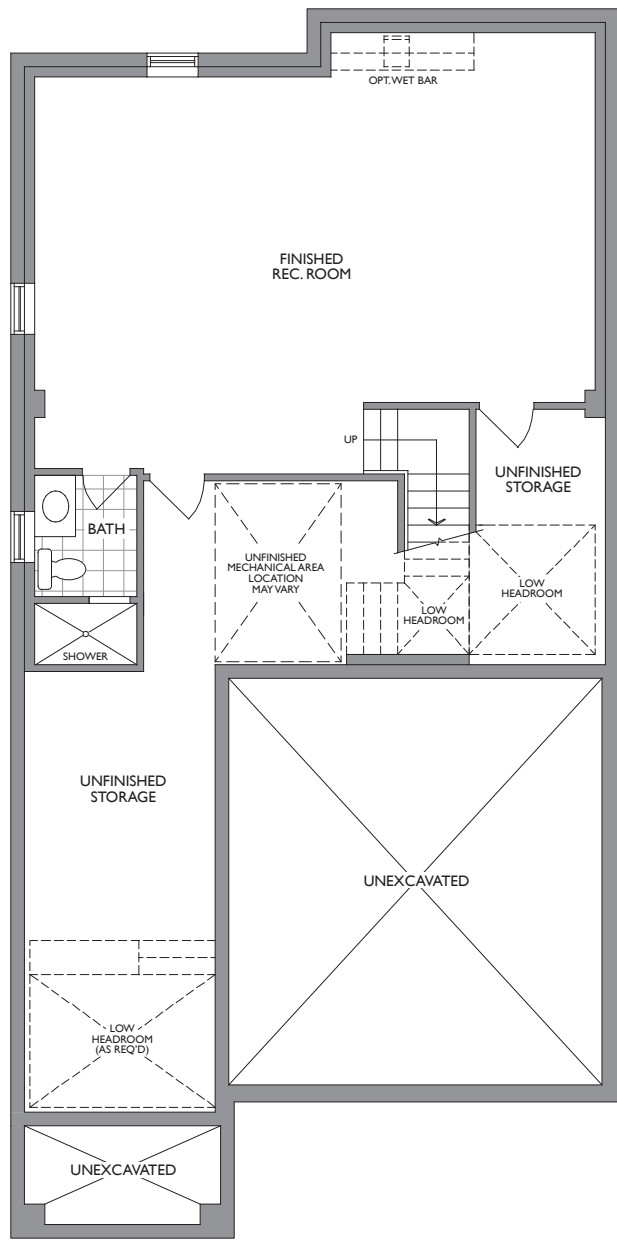 OPT. WET BAR
FINISHED
REC. ROOM
UP
UNFINISHED
STORAGE
BATH
UNFINISHED
MECHANICAL AREA
LOCATION
MAY VARY
LOW
HEADROOM
LOW
HEADROOM
SHOWER
UNFINISHED
STORAGE
UNEXCAVATED
LOW
HEADROOM
(AS REQ'D)
UNEXCAVATED